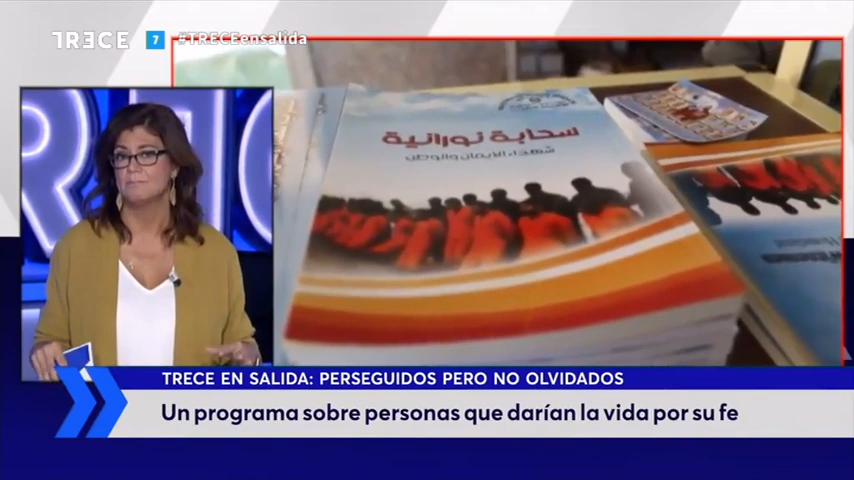 TRECE
7
#TRECEensalida
سحابة نورانية
شهداء الإيمان والوطن
TRECE EN SALIDA: PERSEGUIDOS PERO NO OLVIDADOS
Un programa sobre personas que darían la vida por su fe